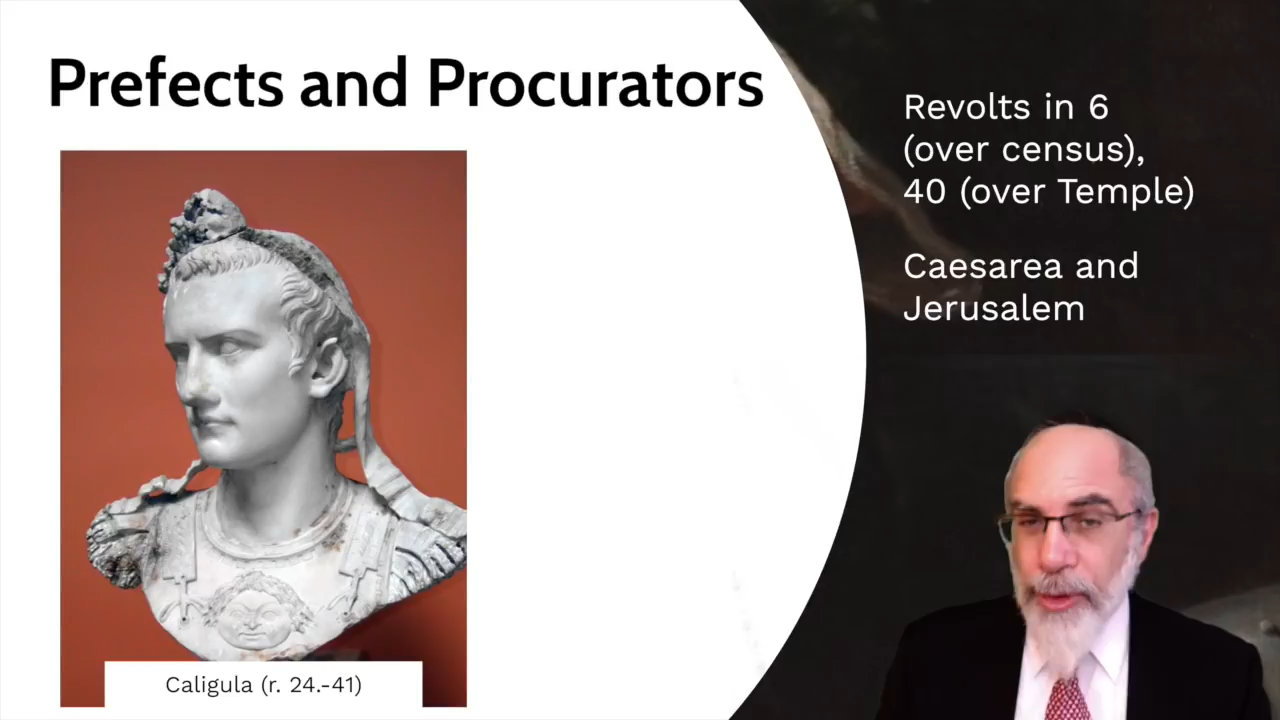 Prefects and Procurators
Revolts in 6
(over census),
40 (over Temple)
Caesarea and
Jerusalem
Caligula (r. 24.-41)